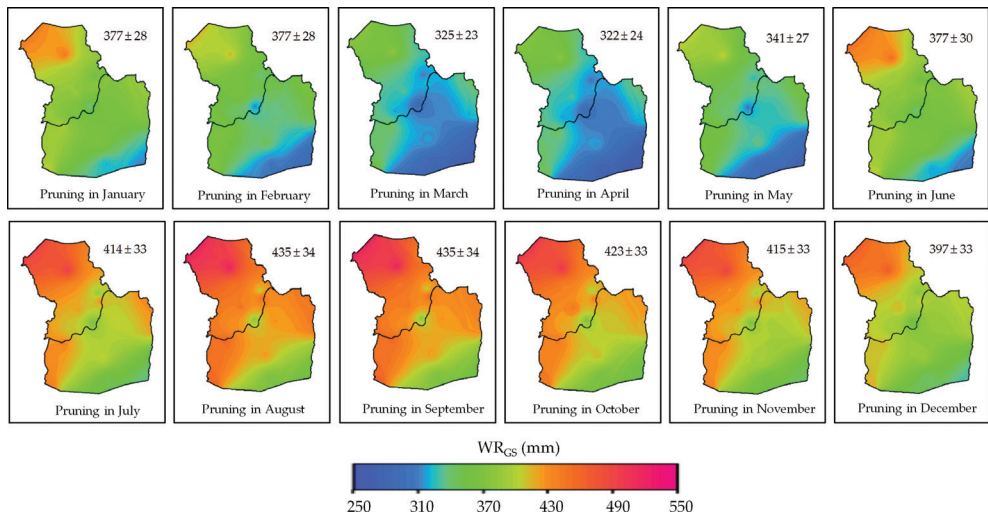 377±28
Pruning in January
377±28
Pruning in February
325±23
Pruning in March
322±24
Pruning in April
341±27
Pruning in May
377±30
Pruning in June
414±33
Pruning in July
435±34
Pruning in August
435±34
Pruning in September
423±33
Pruning in October
415±33
Pruning in November
397±33
Pruning in December
WRGS (mm)
250 310 370 430 490 550